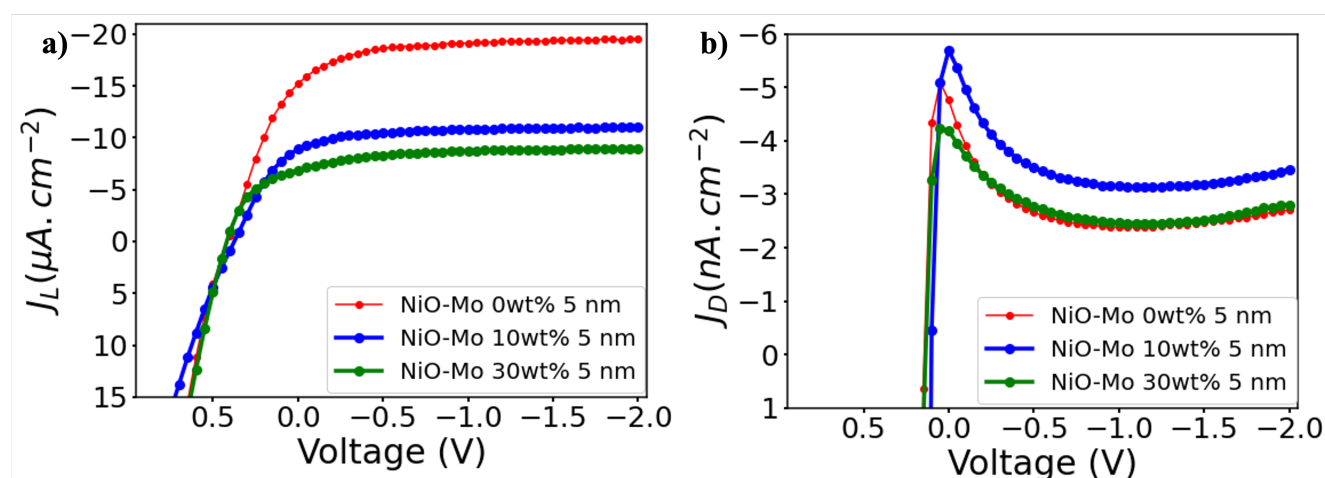 a)
−20
−15
−10
−5
0
5
10
15
J_L(μA.cm^{−2})
0.5 0.0 −0.5 −1.0 −1.5 −2.0
Voltage (V)
NiO-Mo 0wt% 5 nm
NiO-Mo 10wt% 5 nm
NiO-Mo 30wt% 5 nm
b)
−6
−5
−4
−3
−2
−1
0
1
J_D(nA.cm^{−2})
0.5 0.0 −0.5 −1.0 −1.5 −2.0
Voltage (V)
NiO-Mo 0wt% 5 nm
NiO-Mo 10wt% 5 nm
NiO-Mo 30wt% 5 nm